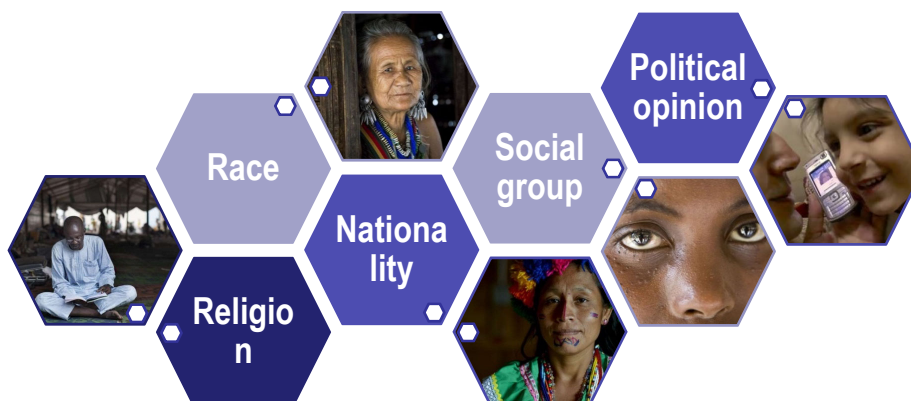 Race
Religio
n
Nationa
lity
Social
group
Political
opinion